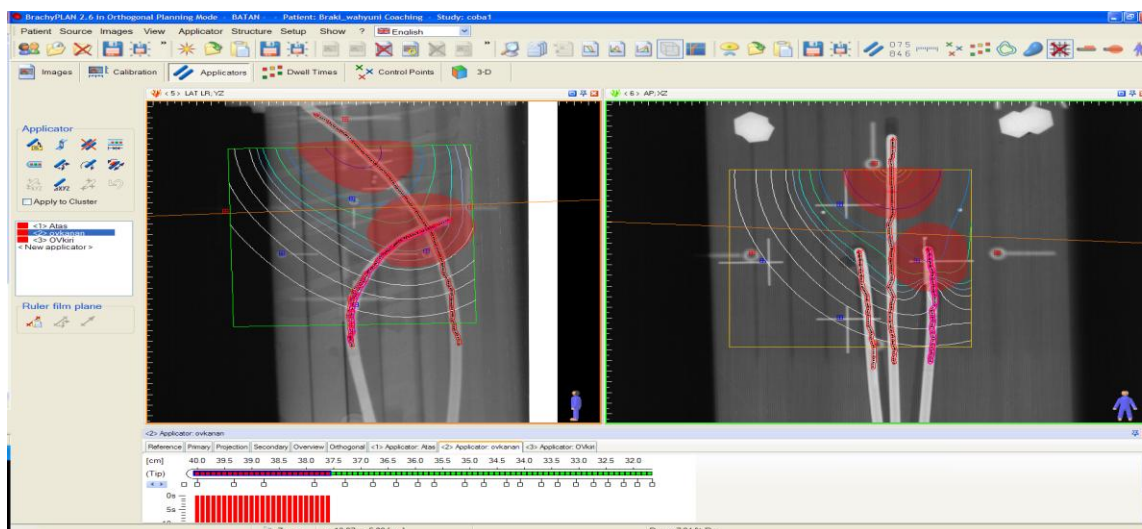 BrachyPLAN 2.6 in Orthogonal Planning Mode - BATAN - - Patient: Braki_wahyuni Coaching - Study: coba1
Patient Source Images View Applicator Structure Setup Show ? English
Images Calibration Applicators Dwell Times Control Points 3-D
< 5 > LAT LR; YZ
< 6 > AP; XZ
Applicator
Apply to Cluster
<1> Atas
<2> ovkanan
<3> OVkiri
< New applicator >
Ruler film plane
<2> Applicator: ovkanan
Reference Primary Projection Secondary Overview Orthogonal <1> Applicator: Atas <2> Applicator: ovkanan <3> Applicator: OVkiri
[cm] 40.0 39.5 39.0 38.5 38.0 37.5 37.0 36.5 36.0 35.5 35.0 34.5 34.0 33.5 33.0 32.5 32.0
(Tip)
0s
5s